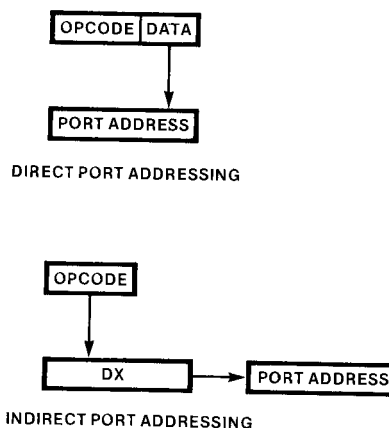 OPCODE DATA
PORT ADDRESS
DIRECT PORT ADDRESSING
OPCODE
DX
PORT ADDRESS
INDIRECT PORT ADDRESSING